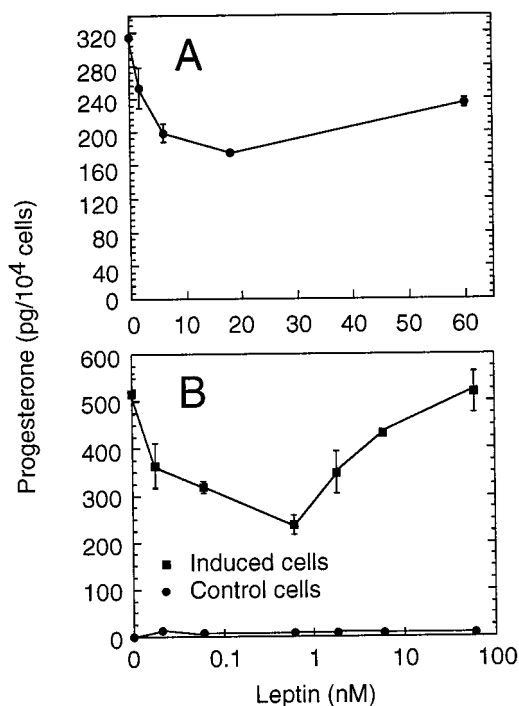 Progesterone (pg/10⁴ cells)
A
320
280
240
200
160
120
80
40
0
0 10 20 30 40 50 60
B
600
500
400
300
200
100
0
Induced cells
Control cells
0 0.1 1 10 100
Leptin (nM)